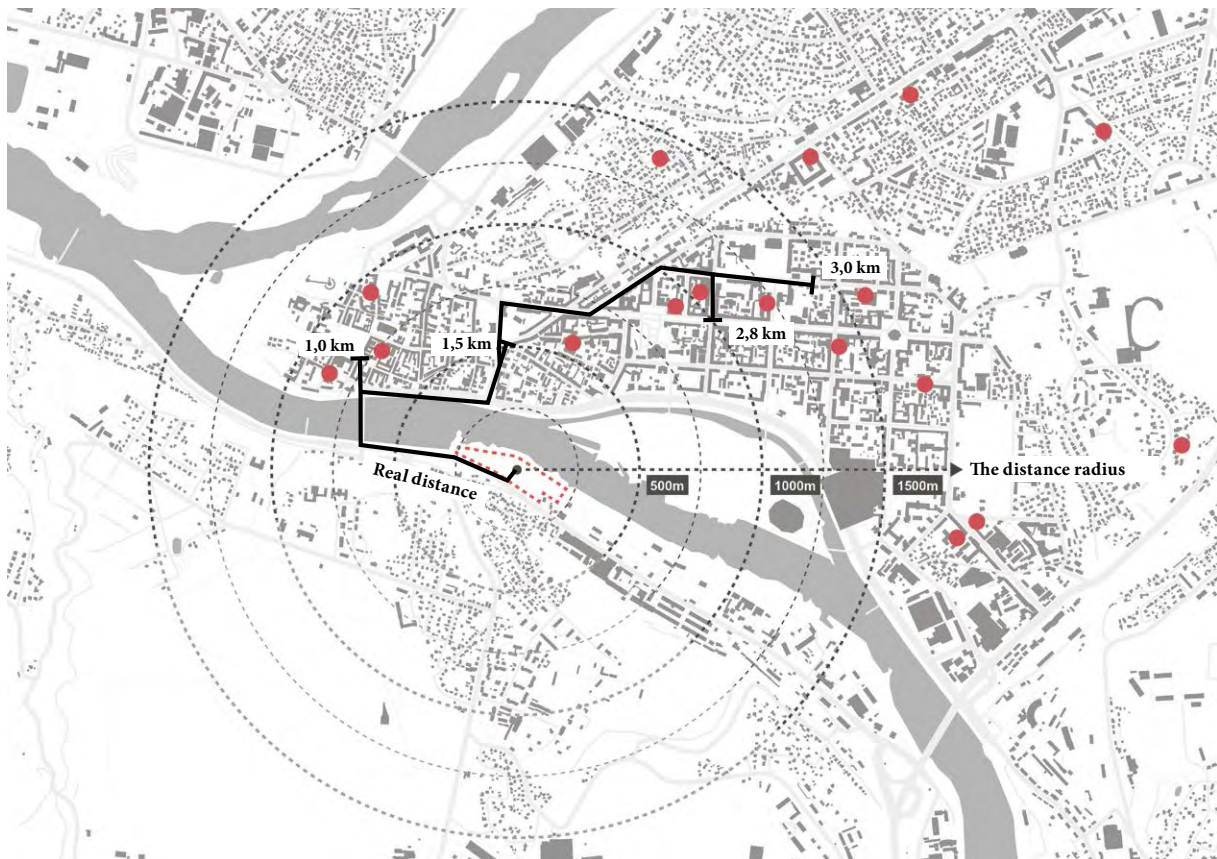 3,0 km
1,0 km
1,5 km
2,8 km
Real distance
The distance radius
500m
1000m
1500m